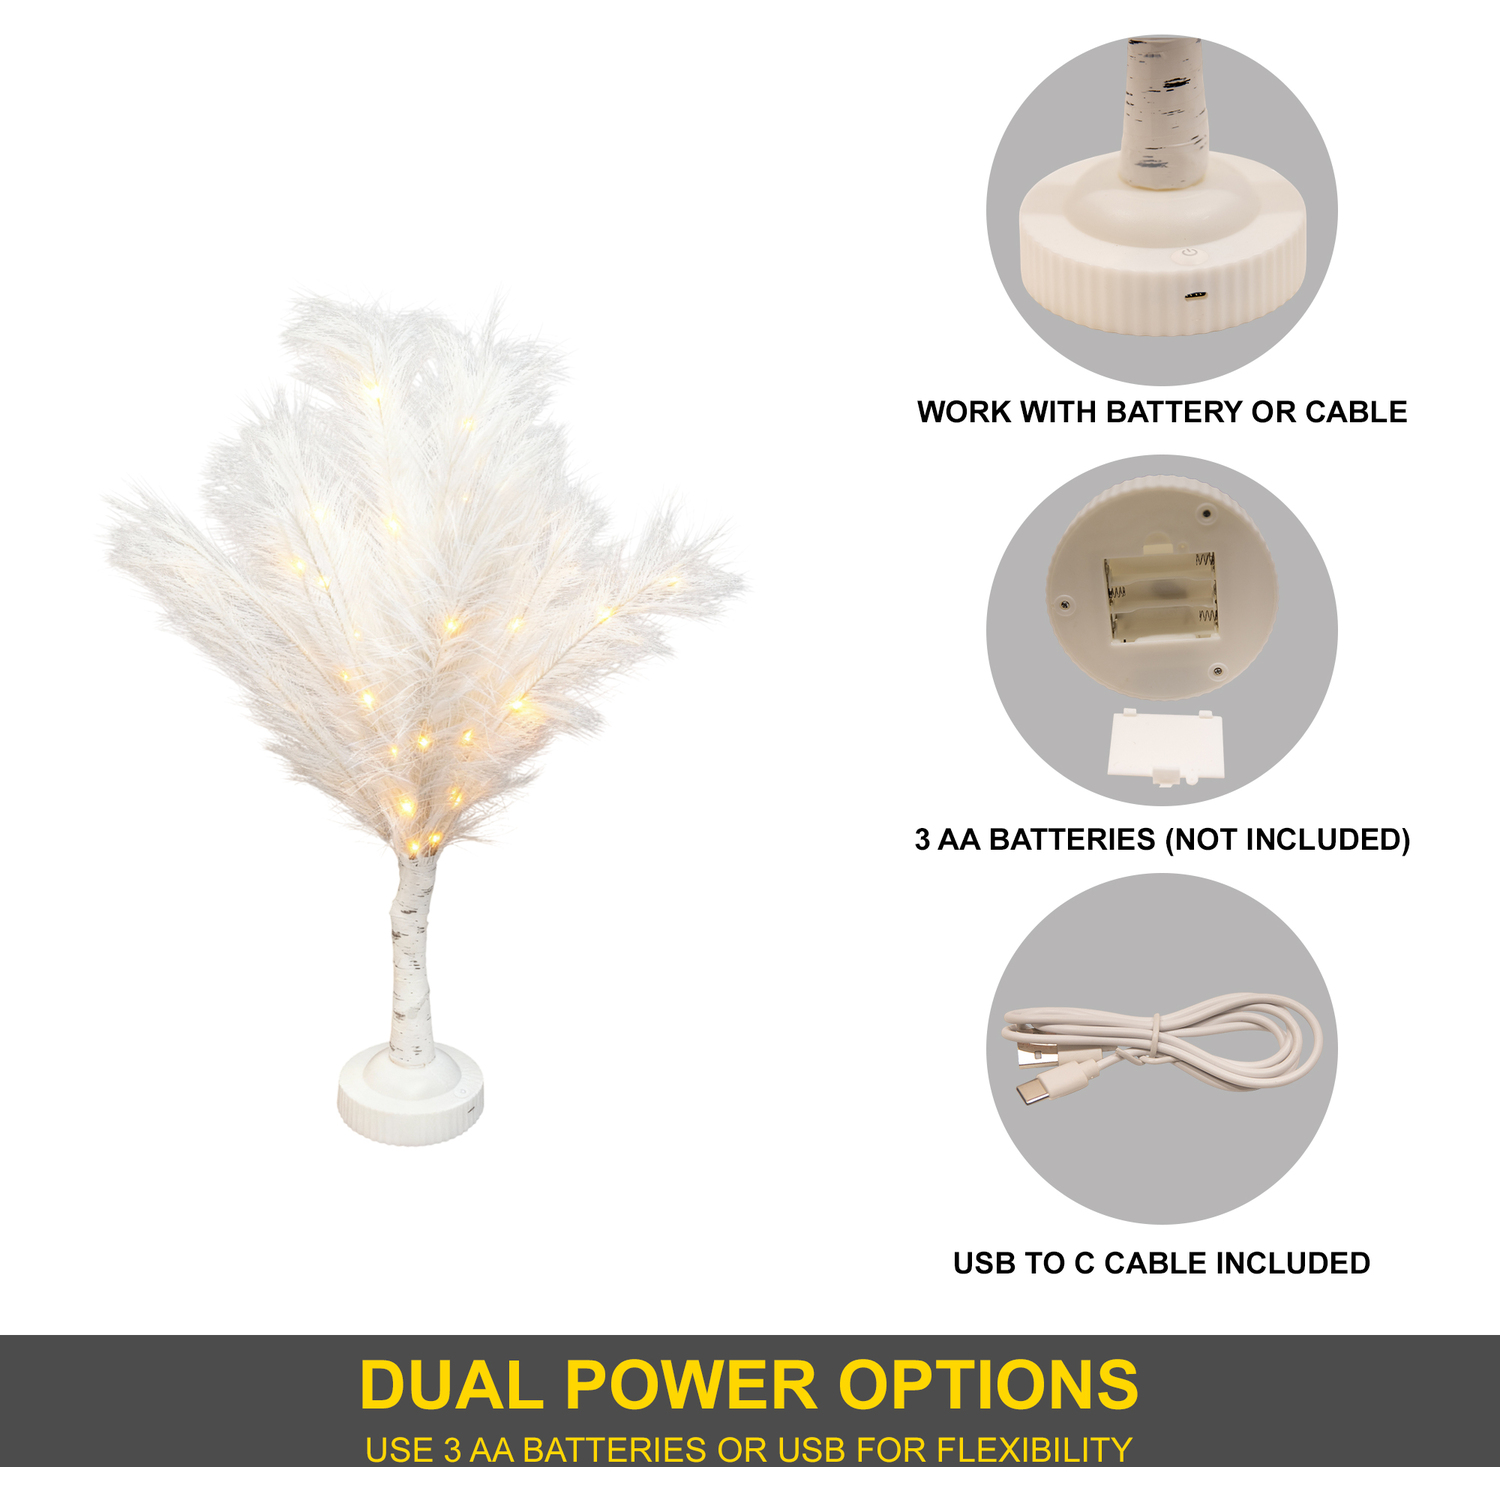 WORK WITH BATTERY OR CABLE
3 AA BATTERIES (NOT INCLUDED)
USB TO C CABLE INCLUDED
DUAL POWER OPTIONS
USE 3 AA BATTERIES OR USB FOR FLEXIBILITY